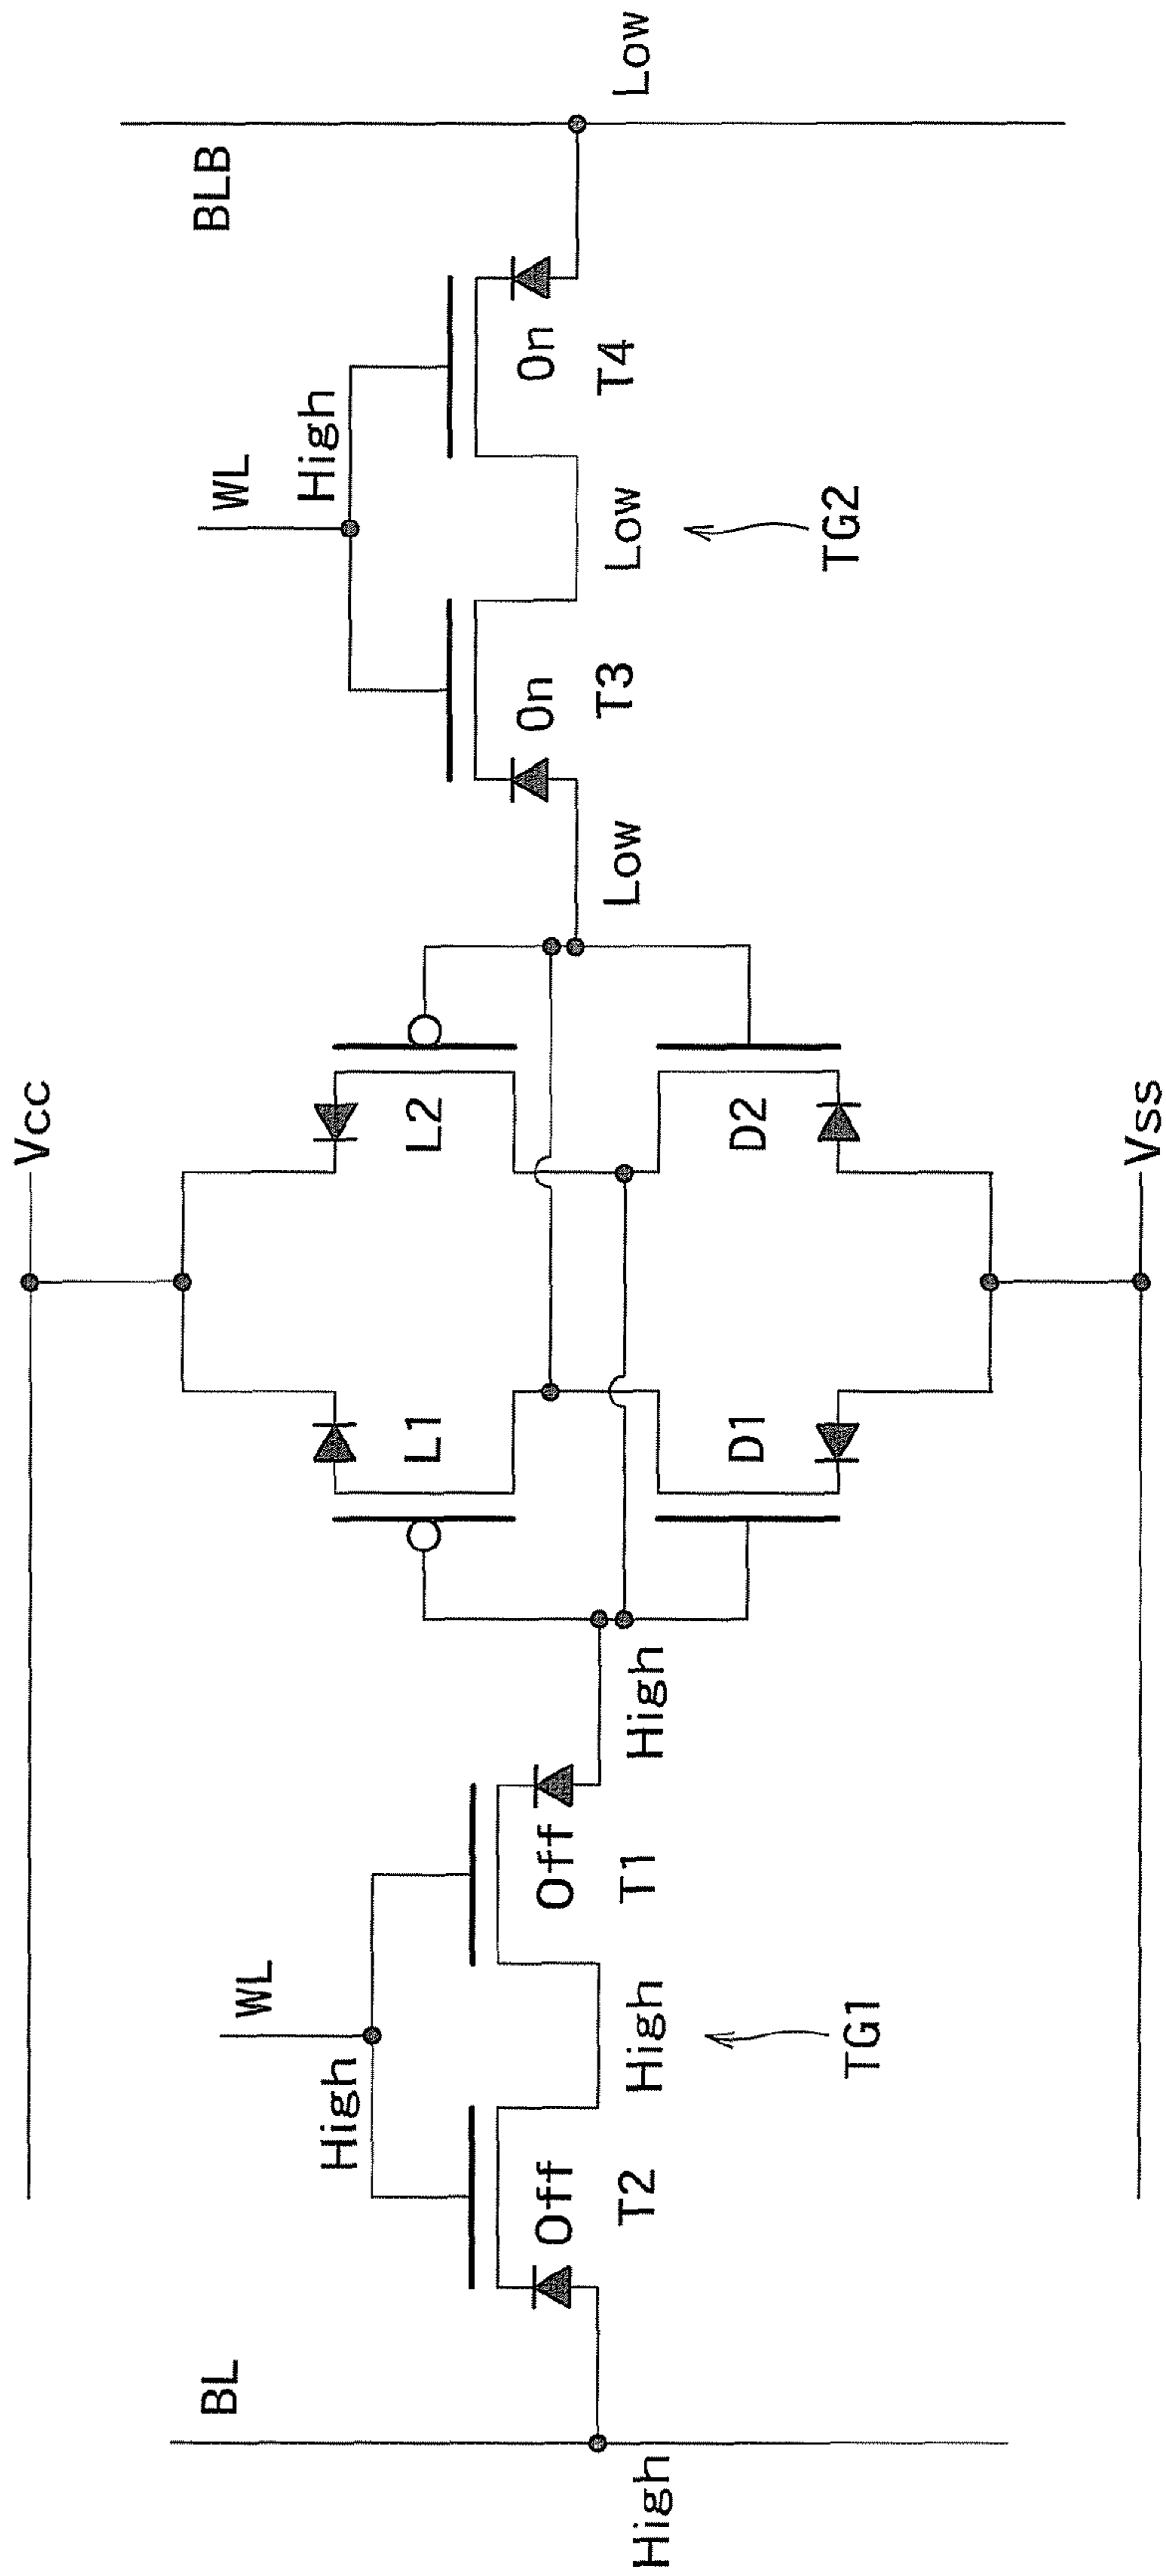 Vcc
BL
WL
High
WL
High
BLB
L1
L2
Off
Off
On
On
T2
T1
T3
T4
High
High
High
Low
Low
Low
D1
D2
TG1
TG2
Vss